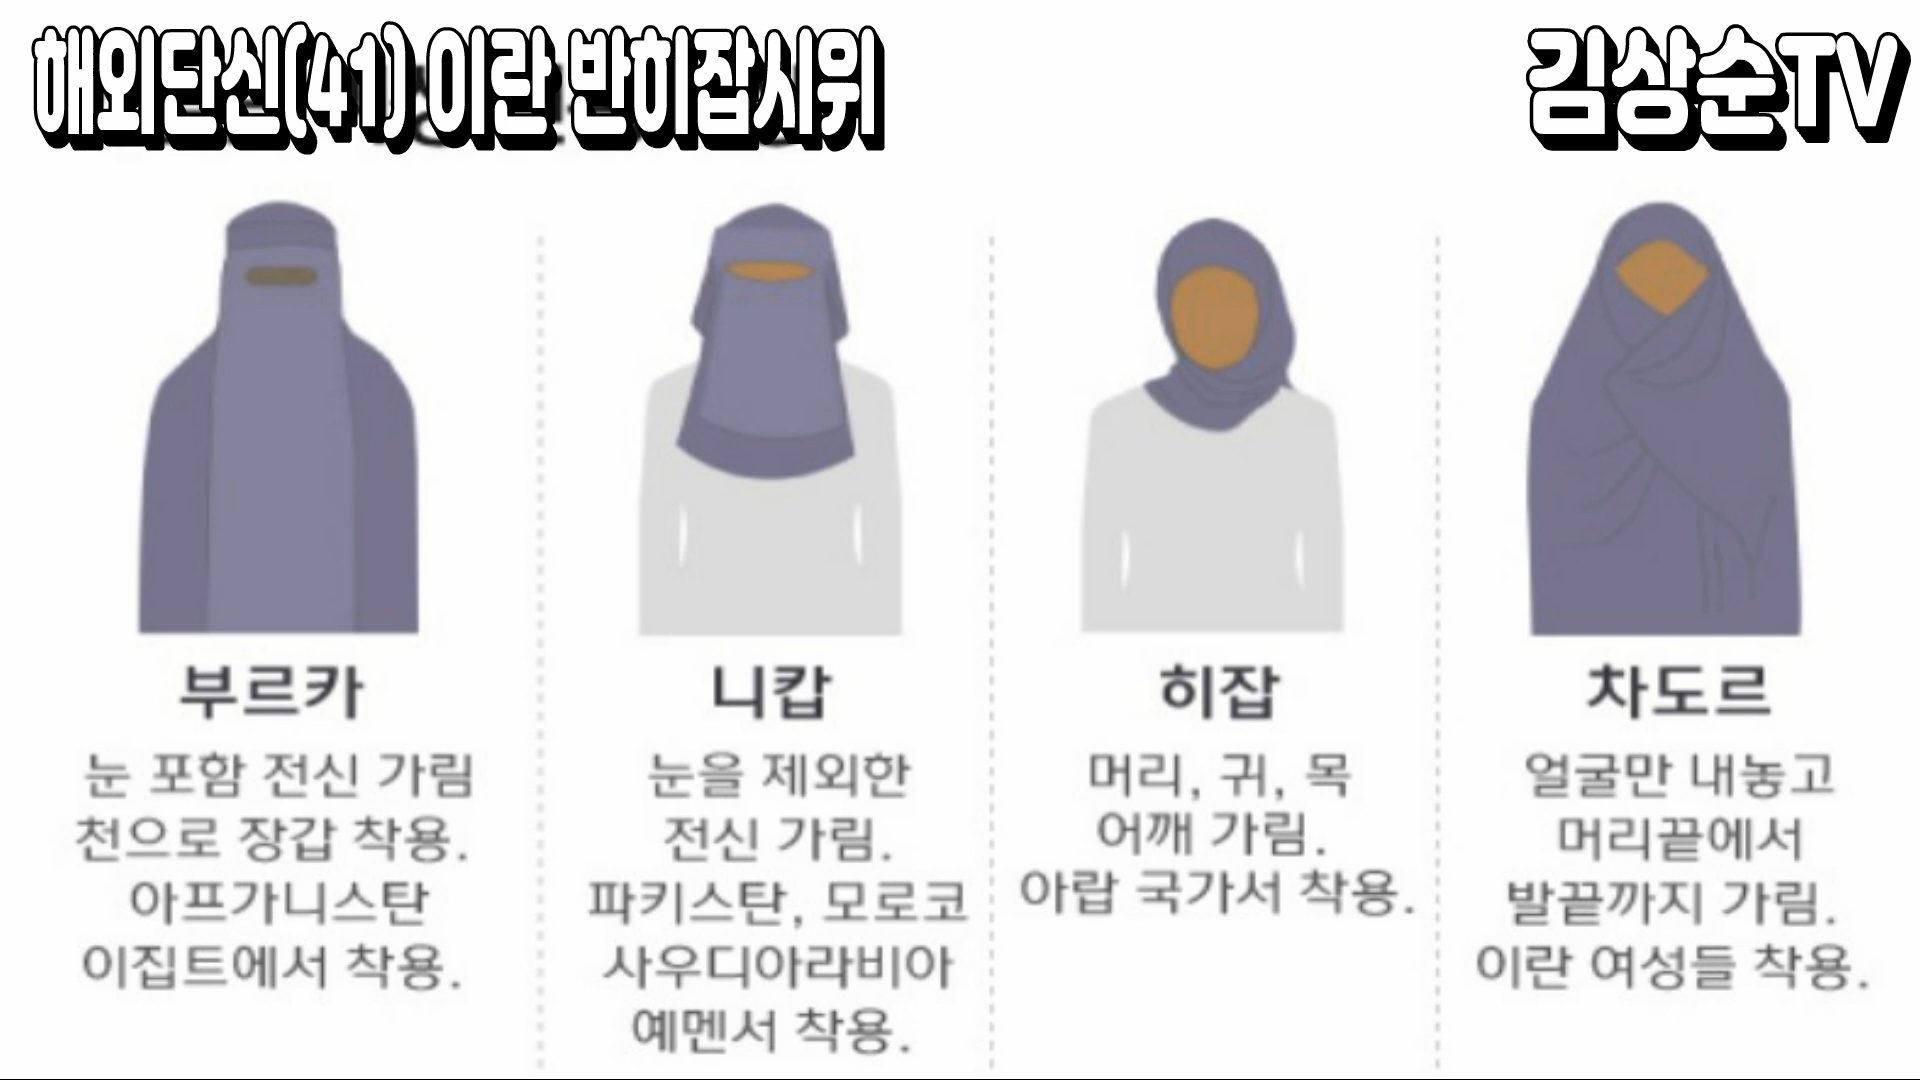 해외단신(41) 이란 반히잡시위
김상순TV
부르카
눈 포함 전신 가림
천으로 장갑 착용.
아프가니스탄
이집트에서 착용.
니캅
눈을 제외한
전신 가림.
파키스탄, 모로코
사우디아라비아
예멘서 착용.
히잡
머리, 귀, 목
어깨 가림.
아랍 국가서 착용.
차도르
얼굴만 내놓고
머리끝에서
발끝까지 가림.
이란 여성들 착용.